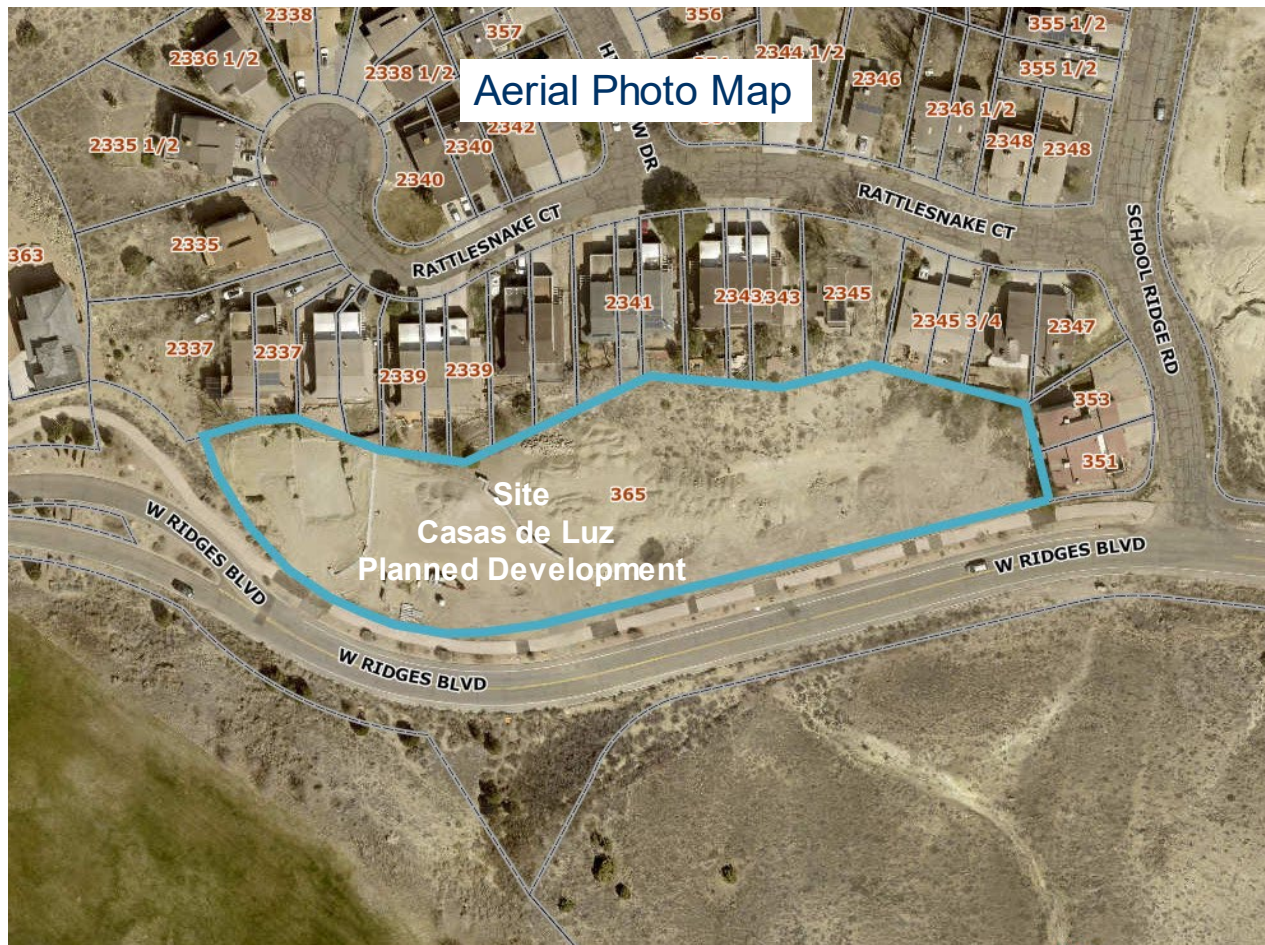 2338
357
356
355 1/2
2336 1/2
2338 1/2
2344 1/2
2346
355 1/2
Aerial Photo Map
2346 1/2
2342
2335 1/2
2340
W DR
2348
2348
2340
RATTLESNAKE CT
RATTLESNAKE CT
SCHOOL RIDGE RD
2335
363
2341
2343
2343
2345
2345 3/4
2347
2337
2337
2339
2339
353
351
Site
365
Casas de Luz
Planned Development
W RIDGES BLVD
W RIDGES BLVD
W RIDGES BLVD